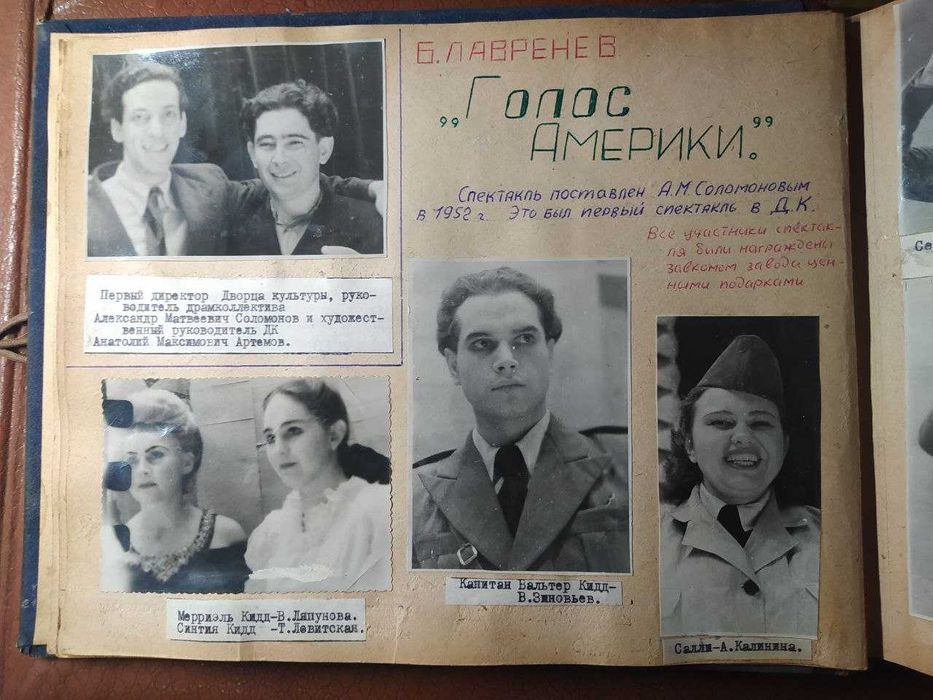 Б. ЛАВРЕНЕВ
„Голос
АМЕРИКИ”.
Спектакль поставлен А.М. Соломоновым
в 1952 г. Это был первый спектакль в Д.К.
Все участники спектак-
ля были награждены
завкомом завода цен-
ными подарками
Первый директор Дворца культуры, руко-
водитель драмколлектива
Александр Матвеевич Соломонов и художест-
венный руководитель ДК
Анатолий Максимович Артемов.
Мерриэль Кидд-В.Ляпунова.
Синтия Кидд -Т.Левитская.
Капитан Вальтер Кидд-
В.Зиновьев.
Салли-А.Калинина.
Се